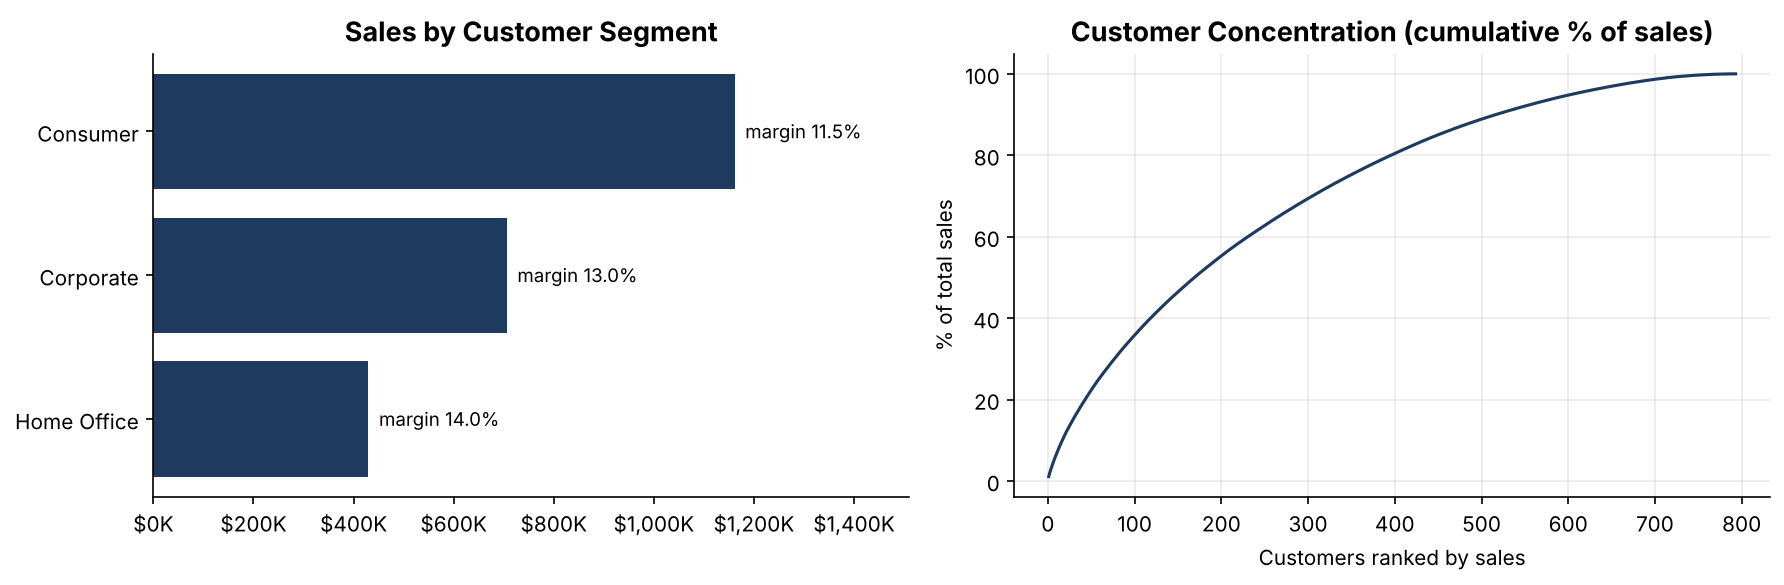 Sales by Customer Segment
Consumer
margin 11.5%
Corporate
margin 13.0%
Home Office
margin 14.0%
$0K $200K $400K $600K $800K $1,000K $1,200K $1,400K
Customer Concentration (cumulative % of sales)
% of total sales
100
80
60
40
20
0
0 100 200 300 400 500 600 700 800
Customers ranked by sales